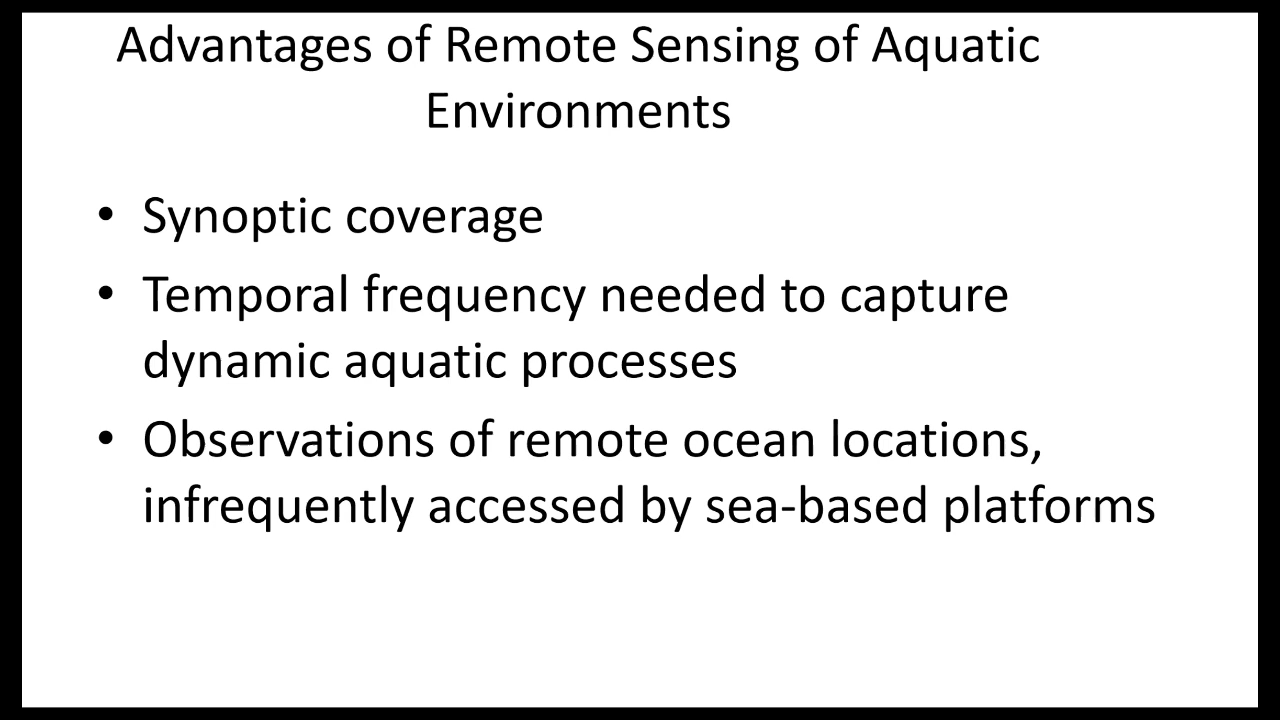 Advantages of Remote Sensing of Aquatic
Environments
• Synoptic coverage
• Temporal frequency needed to capture
dynamic aquatic processes
• Observations of remote ocean locations,
infrequently accessed by sea-based platforms